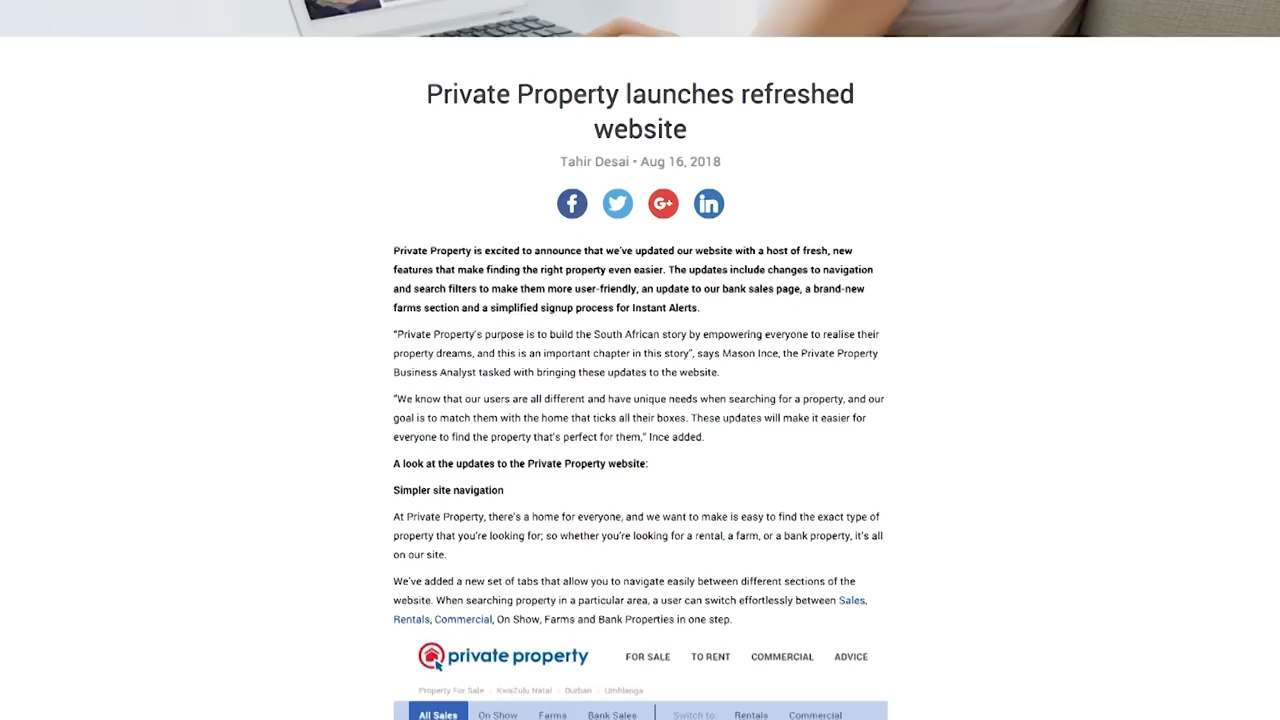 Private Property launches refreshed
website
Tahir Desai • Aug 16, 2018
Private Property is excited to announce that we've updated our website with a host of fresh, new
features that make finding the right property even easier. The updates include changes to navigation
and search filters to make them more user-friendly, an update to our bank sales page, a brand-new
farms section and a simplified signup process for Instant Alerts.
“Private Property's purpose is to build the South African story by empowering everyone to realise their
property dreams, and this is an important chapter in this story”, says Mason Ince, the Private Property
Business Analyst tasked with bringing these updates to the website.
“We know that our users are all different and have unique needs when searching for a property, and our
goal is to match them with the home that ticks all their boxes. These updates will make it easier for
everyone to find the property that's perfect for them,” Ince added.
A look at the updates to the Private Property website:
Simpler site navigation
At Private Property, there's a home for everyone, and we want to make is easy to find the exact type of
property that you're looking for; so whether you're looking for a rental, a farm, or a bank property, it's all
on our site.
We've added a new set of tabs that allow you to navigate easily between different sections of the
website. When searching property in a particular area, a user can switch effortlessly between Sales,
Rentals, Commercial, On Show, Farms and Bank Properties in one step.
private property FOR SALE TO RENT COMMERCIAL ADVICE
Property For Sale KwaZulu Natal Durban Umhlanga
All Sales On Show Farms Bank Sales Switch to: Rentals Commercial